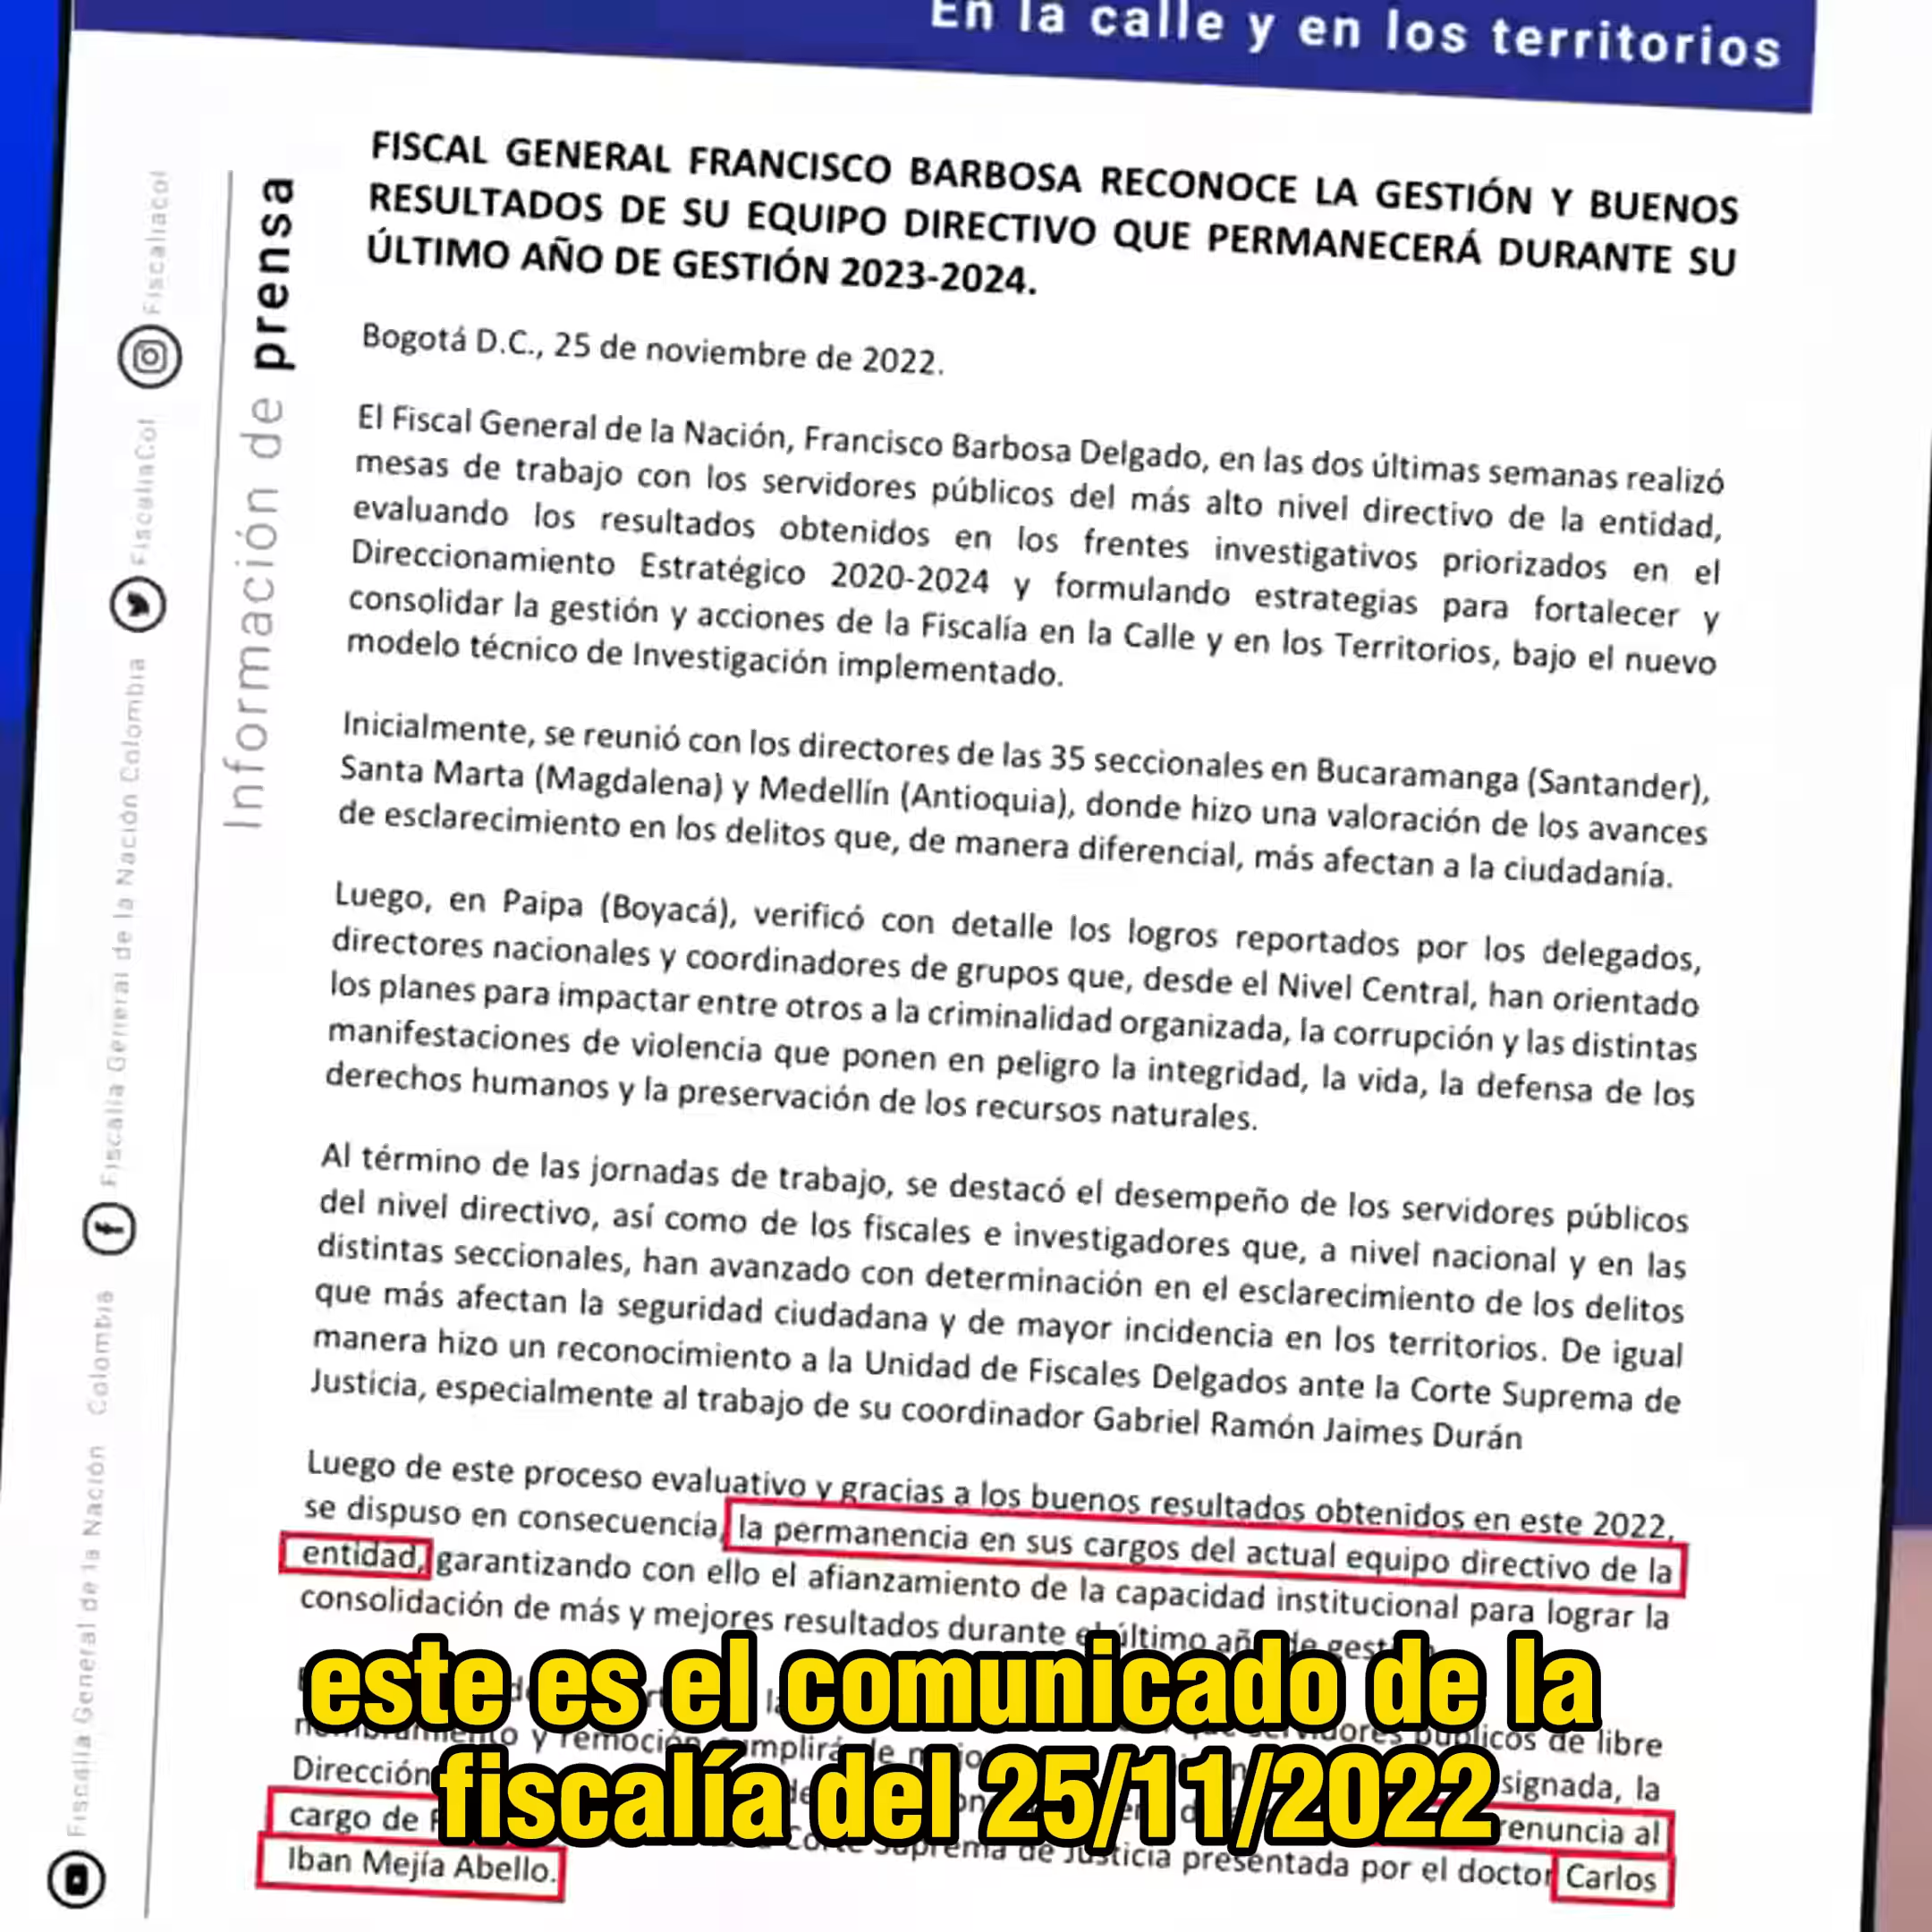 En la calle y en los territorios
FISCAL GENERAL FRANCISCO BARBOSA RECONOCE LA GESTIÓN Y BUENOS
RESULTADOS DE SU EQUIPO DIRECTIVO QUE PERMANECERÁ DURANTE SU
ÚLTIMO AÑO DE GESTIÓN 2023-2024.
Bogotá D.C., 25 de noviembre de 2022.
El Fiscal General de la Nación, Francisco Barbosa Delgado, en las dos últimas semanas realizó
mesas de trabajo con los servidores públicos del más alto nivel directivo de la entidad,
evaluando los resultados obtenidos en los frentes investigativos priorizados en el
Direccionamiento Estratégico 2020-2024 y formulando estrategias para fortalecer y
consolidar la gestión y acciones de la Fiscalía en la Calle y en los Territorios, bajo el nuevo
modelo técnico de Investigación implementado.
Inicialmente, se reunió con los directores de las 35 seccionales en Bucaramanga (Santander),
Santa Marta (Magdalena) y Medellín (Antioquia), donde hizo una valoración de los avances
de esclarecimiento en los delitos que, de manera diferencial, más afectan a la ciudadanía.
Luego, en Paipa (Boyacá), verificó con detalle los logros reportados por los delegados,
directores nacionales y coordinadores de grupos que, desde el Nivel Central, han orientado
los planes para impactar entre otros a la criminalidad organizada, la corrupción y las distintas
manifestaciones de violencia que ponen en peligro la integridad, la vida, la defensa de los
derechos humanos y la preservación de los recursos naturales.
Al término de las jornadas de trabajo, se destacó el desempeño de los servidores públicos
del nivel directivo, así como de los fiscales e investigadores que, a nivel nacional y en las
distintas seccionales, han avanzado con determinación en el esclarecimiento de los delitos
que más afectan la seguridad ciudadana y de mayor incidencia en los territorios. De igual
manera hizo un reconocimiento a la Unidad de Fiscales Delgados ante la Corte Suprema de
Justicia, especialmente al trabajo de su coordinador Gabriel Ramón Jaimes Durán
Luego de este proceso evaluativo y gracias a los buenos resultados obtenidos en este 2022,
se dispuso en consecuencia, la permanencia en sus cargos del actual equipo directivo de la
entidad, garantizando con ello el afianzamiento de la capacidad institucional para lograr la
consolidación de más y mejores resultados durante el último año de
servidores públicos de libre
nombramiento y remoción
Dirección signada, la
cargo de renuncia al
Corte Suprema de Justicia presentada por el doctor Carlos
Iban Mejía Abello.
este es el comunicado de la
fiscalía del 25/11/2022
Información de prensa
Fiscaliacol
FiscaliaCol
Fiscalía General de la Nación Colombia
Fiscalía General de la Nación Colombia